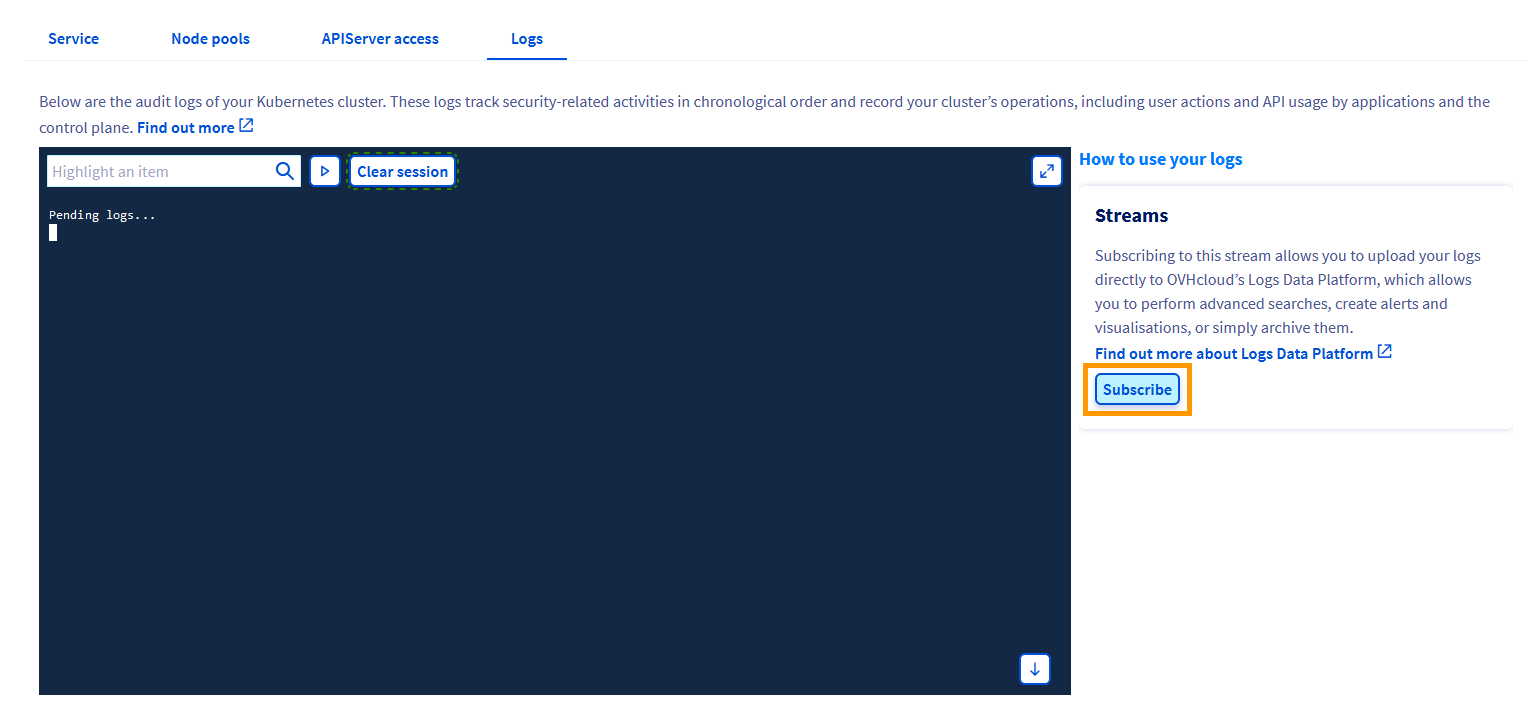 Service Node pools APIServer access Logs
Below are the audit logs of your Kubernetes cluster. These logs track security-related activities in chronological order and record your cluster’s operations, including user actions and API usage by applications and the
control plane. Find out more
Highlight an item Clear session
Pending logs...
How to use your logs
Streams
Subscribing to this stream allows you to upload your logs
directly to OVHcloud’s Logs Data Platform, which allows
you to perform advanced searches, create alerts and
visualisations, or simply archive them.
Find out more about Logs Data Platform
Subscribe